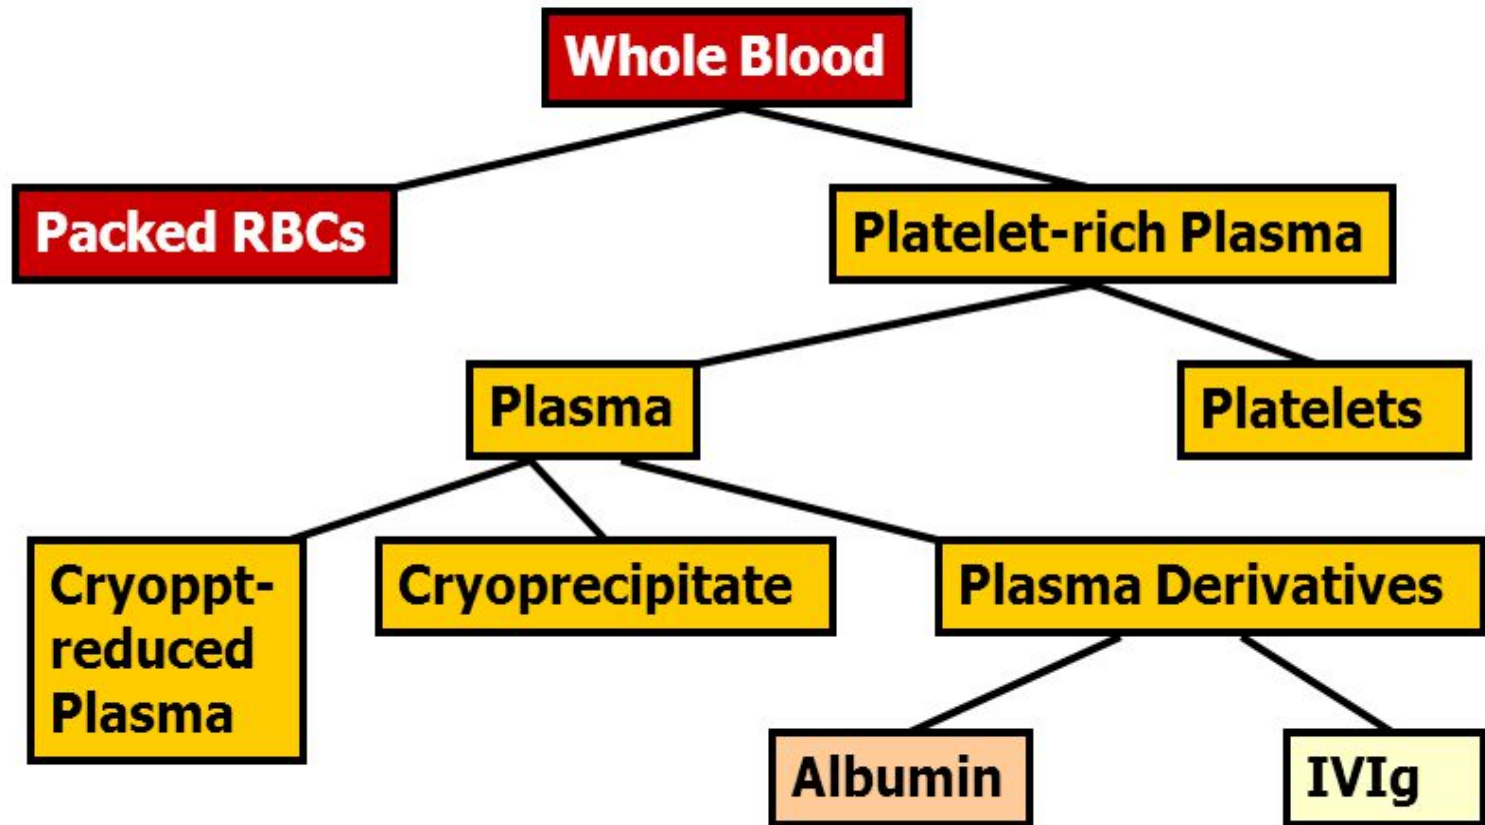 Whole Blood
Packed RBCs
Platelet-rich Plasma
Plasma
Platelets
Cryoppt-
reduced
Plasma
Cryoprecipitate
Plasma Derivatives
Albumin
IVIg